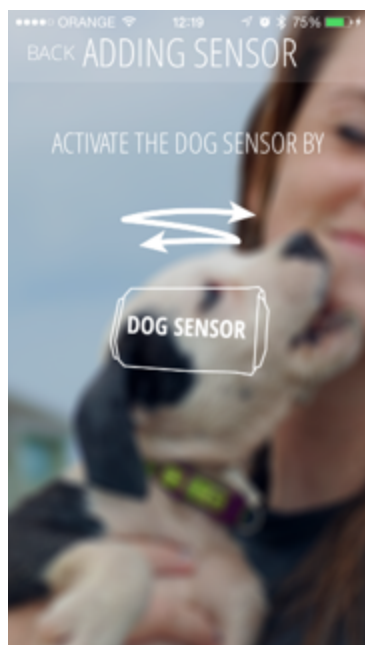 ORANGE 12:19 75%
BACK ADDING SENSOR
ACTIVATE THE DOG SENSOR BY
DOG SENSOR